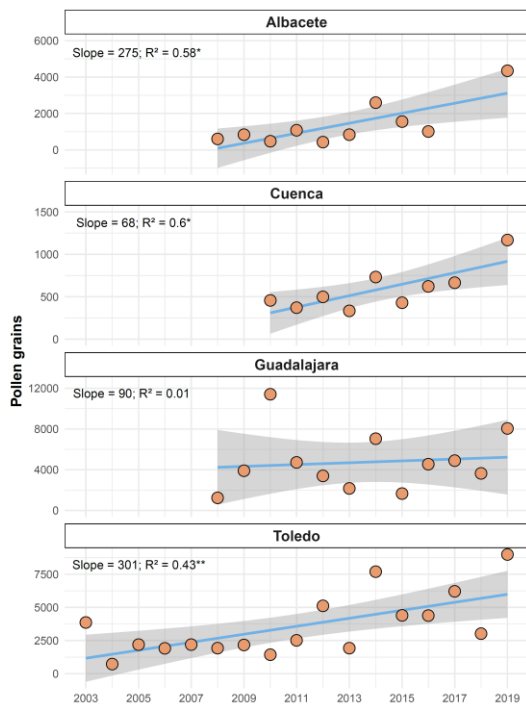 Albacete
Slope = 275; R² = 0.58*
6000
4000
2000
0
Cuenca
Slope = 68; R² = 0.6*
1500
1000
500
0
Guadalajara
Slope = 90; R² = 0.01
12000
8000
4000
0
Toledo
Slope = 301; R² = 0.43**
7500
5000
2500
0
Pollen grains
2003 2005 2007 2009 2011 2013 2015 2017 2019